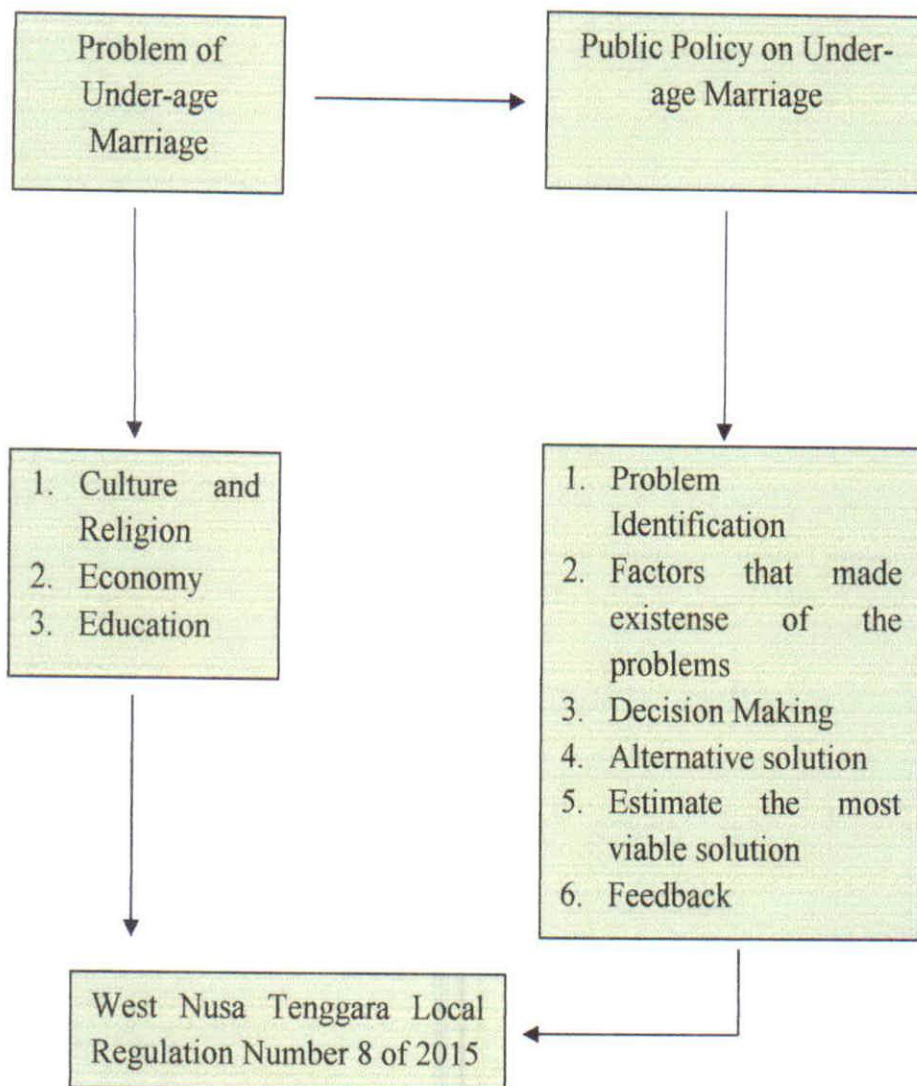 Problem of
Under-age
Marriage
Public Policy on Under-
age Marriage
1. Culture and
Religion
2. Economy
3. Education
1. Problem
Identification
2. Factors that made
existense of the
problems
3. Decision Making
4. Alternative solution
5. Estimate the most
viable solution
6. Feedback
West Nusa Tenggara Local
Regulation Number 8 of 2015